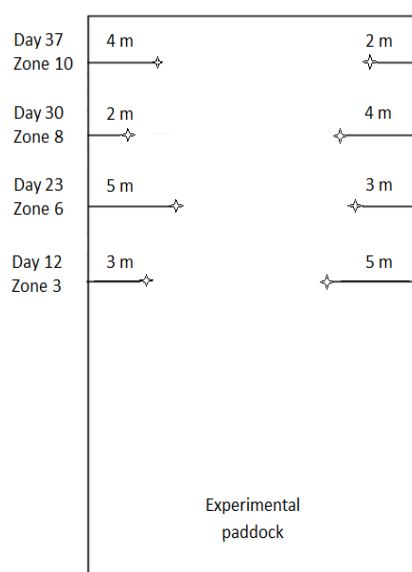 Day 37
Zone 10
4 m
2 m
Day 30
Zone 8
2 m
4 m
Day 23
Zone 6
5 m
3 m
Day 12
Zone 3
3 m
5 m
Experimental
paddock